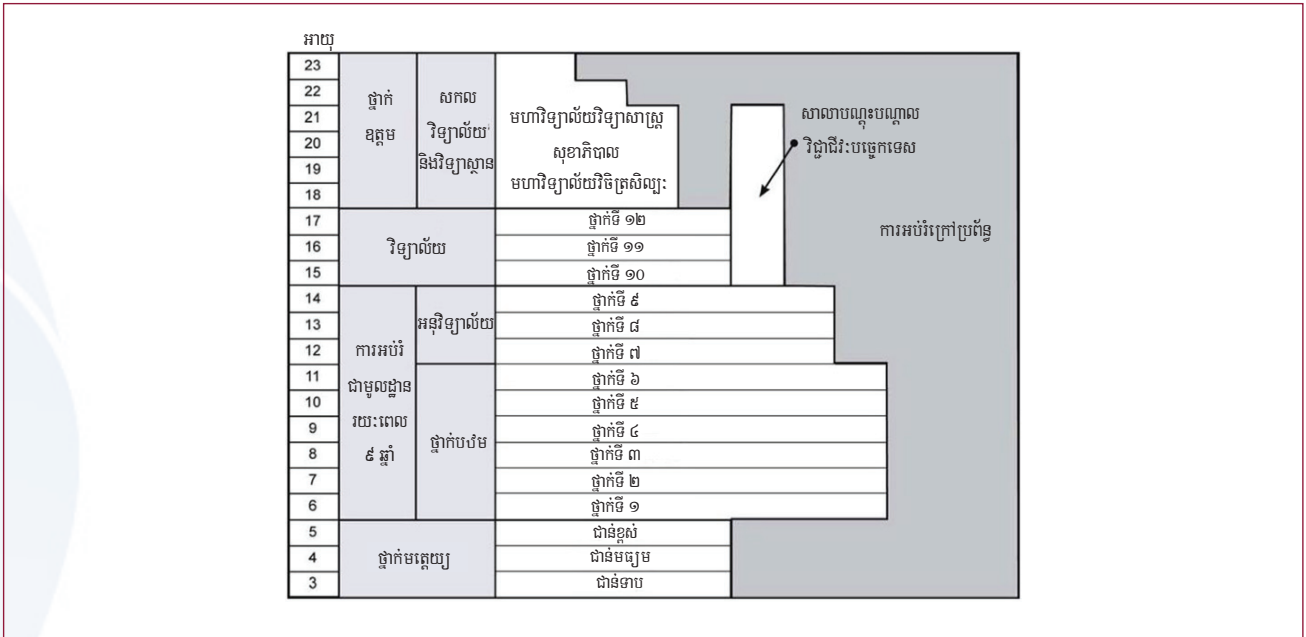 អាយុ
23
22
21
20
19
18
17
16
15
14
13
12
11
10
9
8
7
6
5
4
3
ថ្នាក់
ឧត្តម
សកល
វិទ្យាល័យ
និងវិទ្យាស្ថាន
មហាវិទ្យាល័យវិទ្យាសាស្ត្រ
សុខាភិបាល
មហាវិទ្យាល័យវិចិត្រសិល្បៈ
សាលាបណ្តុះបណ្តាល
វិជ្ជាជីវៈបច្ចេកទេស
ការអប់រំក្រៅប្រព័ន្ធ
វិទ្យាល័យ
ថ្នាក់ទី ១២
ថ្នាក់ទី ១១
ថ្នាក់ទី ១០
ការអប់រំ
ជាមូលដ្ឋាន
រយៈពេល
៩ ឆ្នាំ
អនុវិទ្យាល័យ
ថ្នាក់ទី ៩
ថ្នាក់ទី ៨
ថ្នាក់ទី ៧
ថ្នាក់បឋម
ថ្នាក់ទី ៦
ថ្នាក់ទី ៥
ថ្នាក់ទី ៤
ថ្នាក់ទី ៣
ថ្នាក់ទី ២
ថ្នាក់ទី ១
ថ្នាក់មត្តេយ្យ
ជាន់ខ្ពស់
ជាន់មធ្យម
ជាន់ទាប